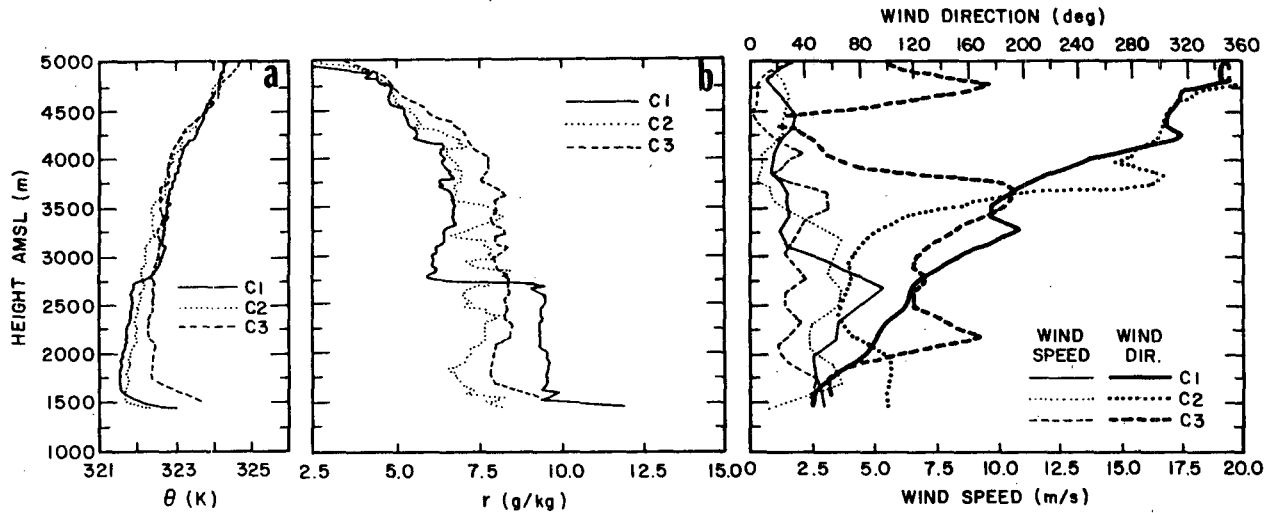 WIND DIRECTION (deg)
0 40 80 120 160 200 240 280 320 360
5000
4500
4000
3500
3000
2500
2000
1500
1000
HEIGHT AMSL (m)
a
C1
C2
C3
321 323 325
θ (K)
b
C1
C2
C3
2.5 5.0 7.5 10.0 12.5 15.0
r (g/kg)
c
WIND SPEED WIND DIR.
C1
C2
C3
0 2.5 5.0 7.5 10.0 12.5 15.0 17.5 20.0
WIND SPEED (m/s)